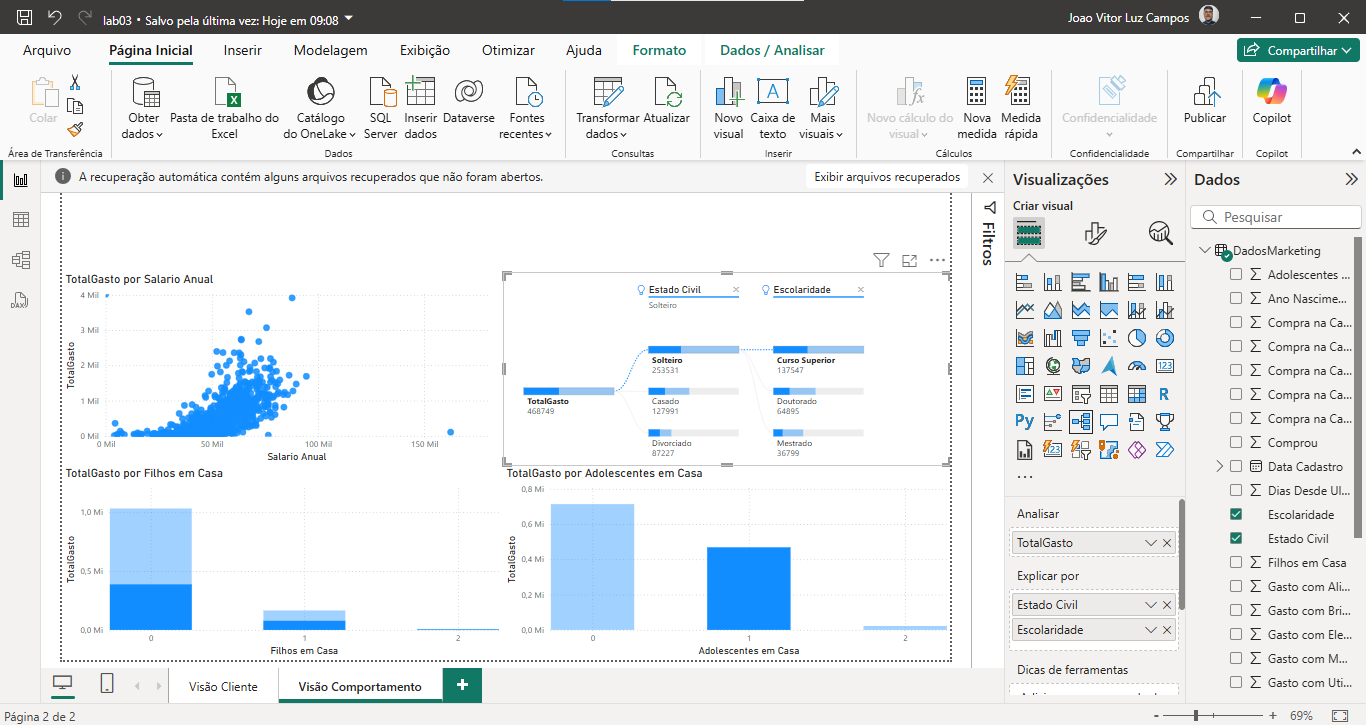 lab03 • Salvo pela última vez: Hoje em 09:08
Joao Vitor Luz Campos
Arquivo
Página Inicial
Inserir
Modelagem
Exibição
Otimizar
Ajuda
Formato
Dados / Analisar
Compartilhar
Colar
Obter dados
Pasta de trabalho do Excel
Catálogo do OneLake
SQL Server
Inserir dados
Dataverse
Fontes recentes
Transformar dados
Atualizar
Novo visual
Caixa de texto
Mais visuais
Novo cálculo do visual
Nova medida
Medida rápida
Confidencialidade
Publicar
Copilot
Área de Transferência
Dados
Consultas
Inserir
Cálculos
Confidencialidade
Compartilhar
Copilot
A recuperação automática contém alguns arquivos recuperados que não foram abertos.
Exibir arquivos recuperados
TotalGasto por Salario Anual
TotalGasto
4 Mil
3 Mil
2 Mil
1 Mil
0 Mi
0 Mil
50 Mil
100 Mil
150 Mil
Salario Anual
Estado Civil
Solteiro
Escolaridade
TotalGasto
468749
Solteiro
253531
Casado
127991
Divorciado
87227
Curso Superior
137547
Doutorado
64895
Mestrado
36799
TotalGasto por Filhos em Casa
TotalGasto
1,0 Mi
0,5 Mi
0,0 Mi
0
1
2
Filhos em Casa
TotalGasto por Adolescentes em Casa
TotalGasto
0,8 Mi
0,6 Mi
0,4 Mi
0,2 Mi
0,0 Mi
0
1
2
Adolescentes em Casa
Filtros
Visualizações
Criar visual
123
R
Py
123
Analisar
TotalGasto
Explicar por
Estado Civil
Escolaridade
Dicas de ferramentas
Dados
Pesquisar
DadosMarketing
Adolescentes ...
Ano Nascime...
Compra na Ca...
Compra na Ca...
Compra na Ca...
Compra na Ca...
Compra na Ca...
Comprou
Data Cadastro
Dias Desde Ul...
Escolaridade
Estado Civil
Filhos em Casa
Gasto com Ali...
Gasto com Bri...
Gasto com Ele...
Gasto com M...
Gasto com Uti...
Visão Cliente
Visão Comportamento
Página 2 de 2
69%